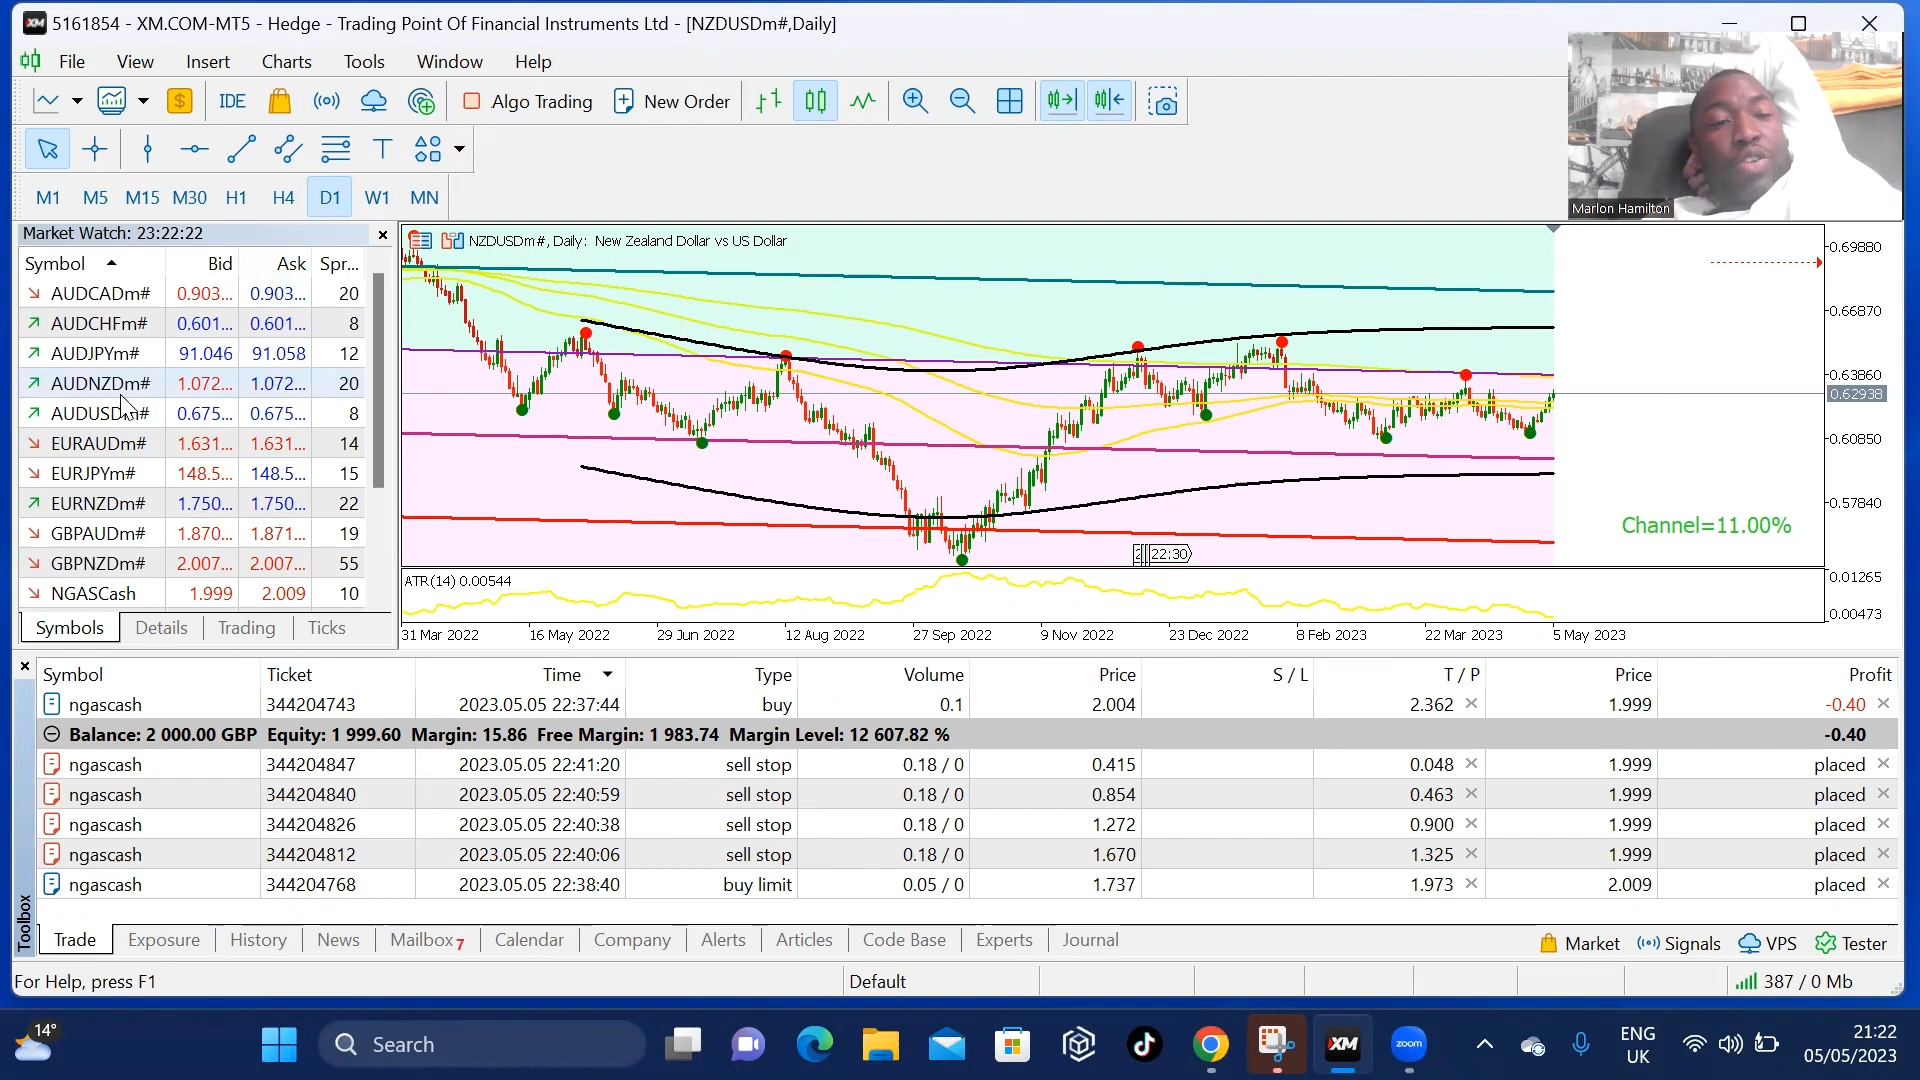 XM 5161854 - XM.COM-MT5 - Hedge - Trading Point Of Financial Instruments Ltd - [NZDUSDm#,Daily]
File View Insert Charts Tools Window Help
IDE Algo Trading New Order
T
M1 M5 M15 M30 H1 H4 D1 W1 MN
Marlon Hamilton
Market Watch: 23:22:22
Symbol Bid Ask Spr...
AUDCADm# 0.903... 0.903... 20
AUDCHFm# 0.601... 0.601... 8
AUDJPYm# 91.046 91.058 12
AUDNZDm# 1.072... 1.072... 20
AUDUSDm# 0.675... 0.675... 8
EURAUDm# 1.631... 1.631... 14
EURJPYm# 148.5... 148.5... 15
EURNZDm# 1.750... 1.750... 22
GBPAUDm# 1.870... 1.871... 19
GBPNZDm# 2.007... 2.007... 55
NGASCash 1.999 2.009 10
Symbols Details Trading Ticks
NZDUSDm#, Daily: New Zealand Dollar vs US Dollar
0.69880
0.66870
0.63860
0.62938
0.60850
0.57840
Channel=11.00%
22:30
ATR(14) 0.00544
0.01265
0.00473
31 Mar 2022 16 May 2022 29 Jun 2022 12 Aug 2022 27 Sep 2022 9 Nov 2022 23 Dec 2022 8 Feb 2023 22 Mar 2023 5 May 2023
Symbol Ticket Time Type Volume Price S / L T / P Price Profit
ngascash 344204743 2023.05.05 22:37:44 buy 0.1 2.004 2.362 1.999 -0.40
Balance: 2 000.00 GBP Equity: 1 999.60 Margin: 15.86 Free Margin: 1 983.74 Margin Level: 12 607.82 % -0.40
ngascash 344204847 2023.05.05 22:41:20 sell stop 0.18 / 0 0.415 0.048 1.999 placed
ngascash 344204840 2023.05.05 22:40:59 sell stop 0.18 / 0 0.854 0.463 1.999 placed
ngascash 344204826 2023.05.05 22:40:38 sell stop 0.18 / 0 1.272 0.900 1.999 placed
ngascash 344204812 2023.05.05 22:40:06 sell stop 0.18 / 0 1.670 1.325 1.999 placed
ngascash 344204768 2023.05.05 22:38:40 buy limit 0.05 / 0 1.737 1.973 2.009 placed
Toolbox
Trade Exposure History News Mailbox 7 Calendar Company Alerts Articles Code Base Experts Journal Market Signals VPS Tester
For Help, press F1 Default 387 / 0 Mb
14° Search XM zoom ENG UK 21:22 05/05/2023